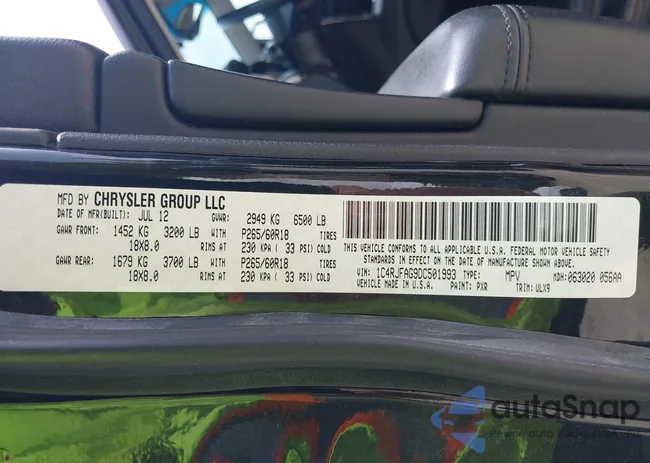 MFD BY CHRYSLER GROUP LLC
DATE OF MFR(BUILT): JUL 12 GVWR: 2949 KG 6500 LB
GAWR FRONT: 1452 KG 3200 LB WITH P265/60R18 TIRES
18X8.0 RIMS AT 230 KPA ( 33 PSI) COLD
GAWR REAR: 1679 KG 3700 LB WITH P265/60R18 TIRES
18X8.0 RIMS AT 230 KPA ( 33 PSI) COLD
THIS VEHICLE CONFORMS TO ALL APPLICABLE U.S.A. FEDERAL MOTOR VEHICLE SAFETY
STANDARDS IN EFFECT ON THE DATE OF MANUFACTURE SHOWN ABOVE.
VIN: 1C4RJFAG9DC501993 TYPE: MPV MDH: 063020 056AA
VEHICLE MADE IN U.S.A. PAINT: PXR TRIM: ULX9
autoSnap